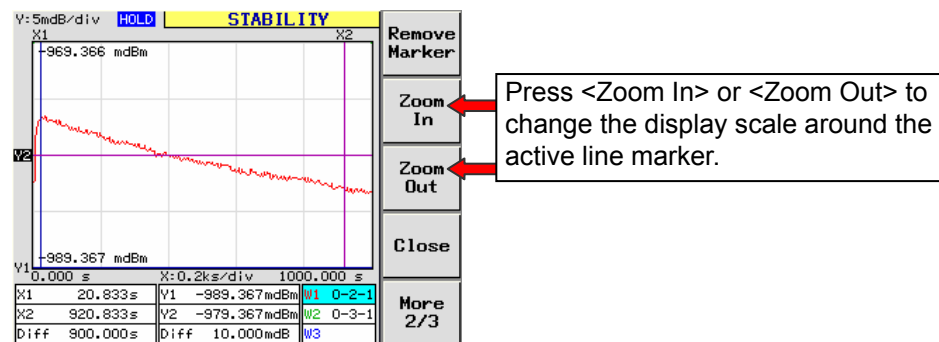 Y:5mdB/div HOLD STABILITY
X1 X2
-969.366 mdBm
Y2
-989.367 mdBm
Y1
0.000 s X:0.2ks/div 1000.000 s
X1 20.833s Y1 -989.367mdBm W1 0-2-1
X2 920.833s Y2 -979.367mdBm W2 0-3-1
Diff 900.000s Diff 10.000mdB W3
Remove
Marker
Zoom
In
Zoom
Out
Close
More
2/3
Press <Zoom In> or <Zoom Out> to
change the display scale around the
active line marker.